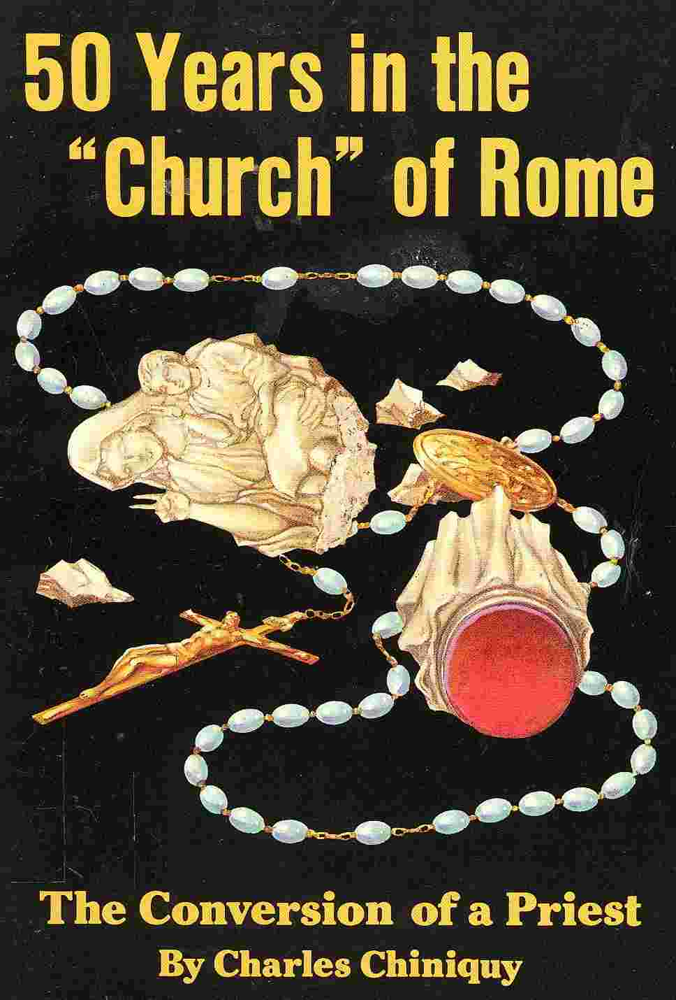 50 Years in the
“Church” of Rome
The Conversion of a Priest
By Charles Chiniquy